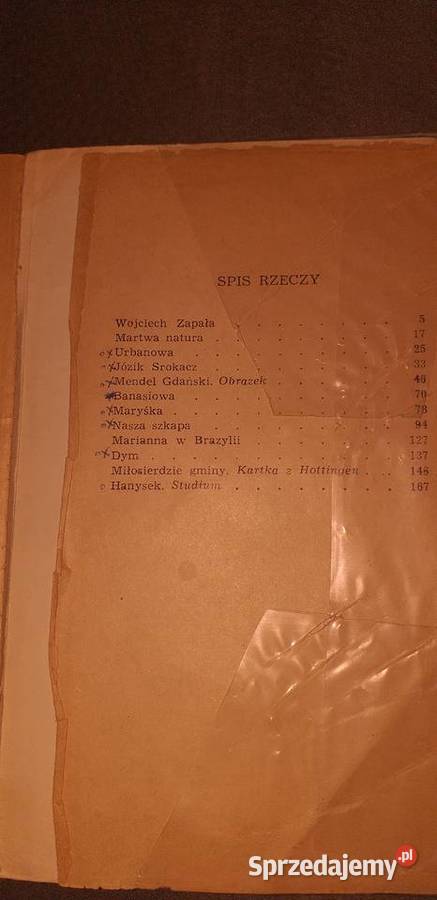 SPIS RZECZY
Wojciech Zapała . . . . . . . . . 5
Martwa natura . . . . . . . . . 17
Urbanowa . . . . . . . . . . 25
Józik Srokacz . . . . . . . . . 33
Mendel Gdański. Obrazek . . . . . . 46
Banasiowa . . . . . . . . . . 70
Maryśka . . . . . . . . . . 78
Nasza szkapa . . . . . . . . . 94
Marianna w Brazylii . . . . . . . . 127
Dym . . . . . . . . . . . 137
Miłosierdzie gminy. Kartka z Hottingen . . . 146
Hanysek. Studium . . . . . . . . 167
Sprzedajemy.pl